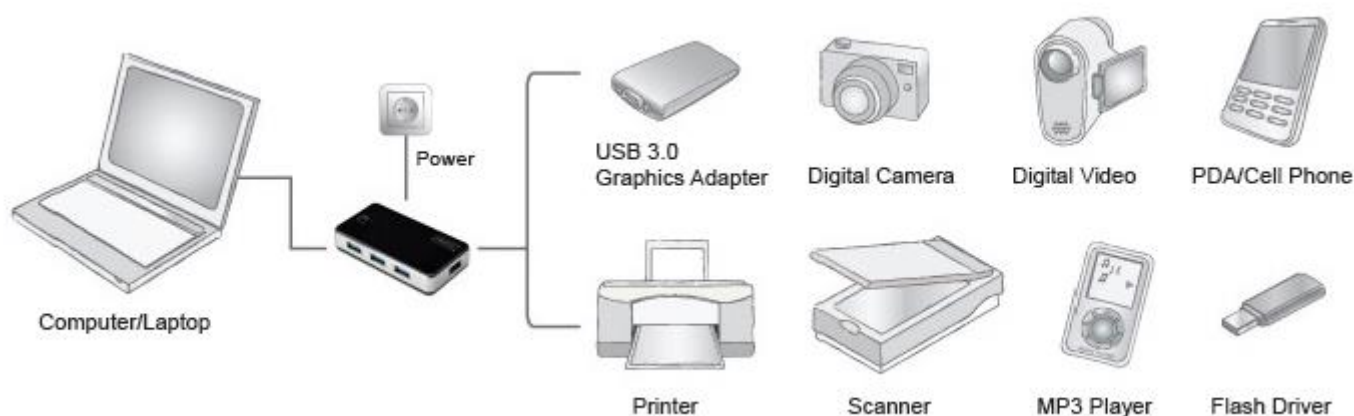 Power
USB 3.0
Graphics Adapter
Digital Camera
Digital Video
PDA/Cell Phone
Computer/Laptop
Printer
Scanner
MP3 Player
Flash Driver